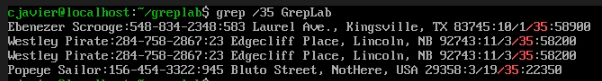 cjavier@localhost:~/greplab$ grep /35 GrepLab
Ebenezer Scrooge:548-834-2348:583 Laurel Ave., Kingsville, TX 83745:10/1/35:58900
Westley Pirate:284-758-2867:23 Edgecliff Place, Lincoln, NB 92743:11/3/35:58200
Westley Pirate:284-758-2867:23 Edgecliff Place, Lincoln, NB 92743:11/3/35:58200
Popeye Sailor:156-454-3322:945 Bluto Street, NotHere, USA 29358:3/19/35:22350